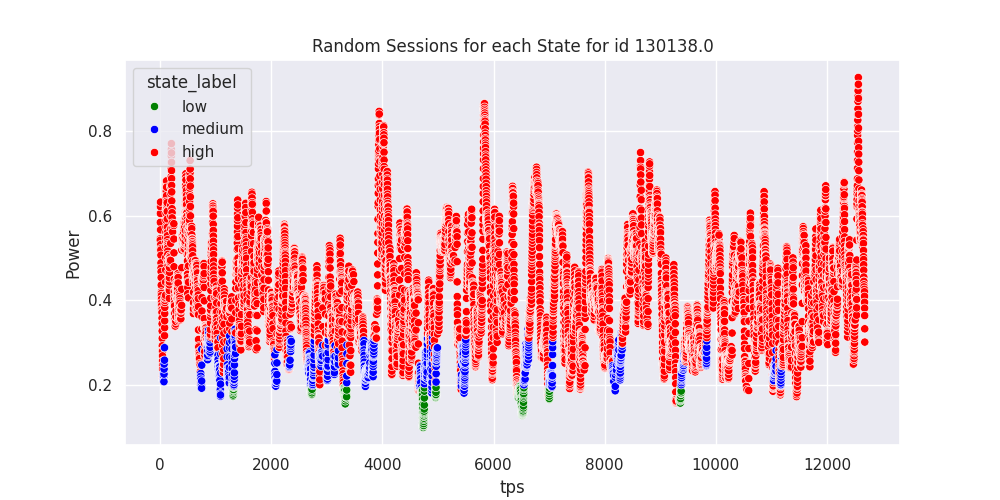 Random Sessions for each State for id 130138.0
state_label
low
medium
high
0.8
0.6
0.4
0.2
Power
0
2000
4000
6000
8000
10000
12000
tps